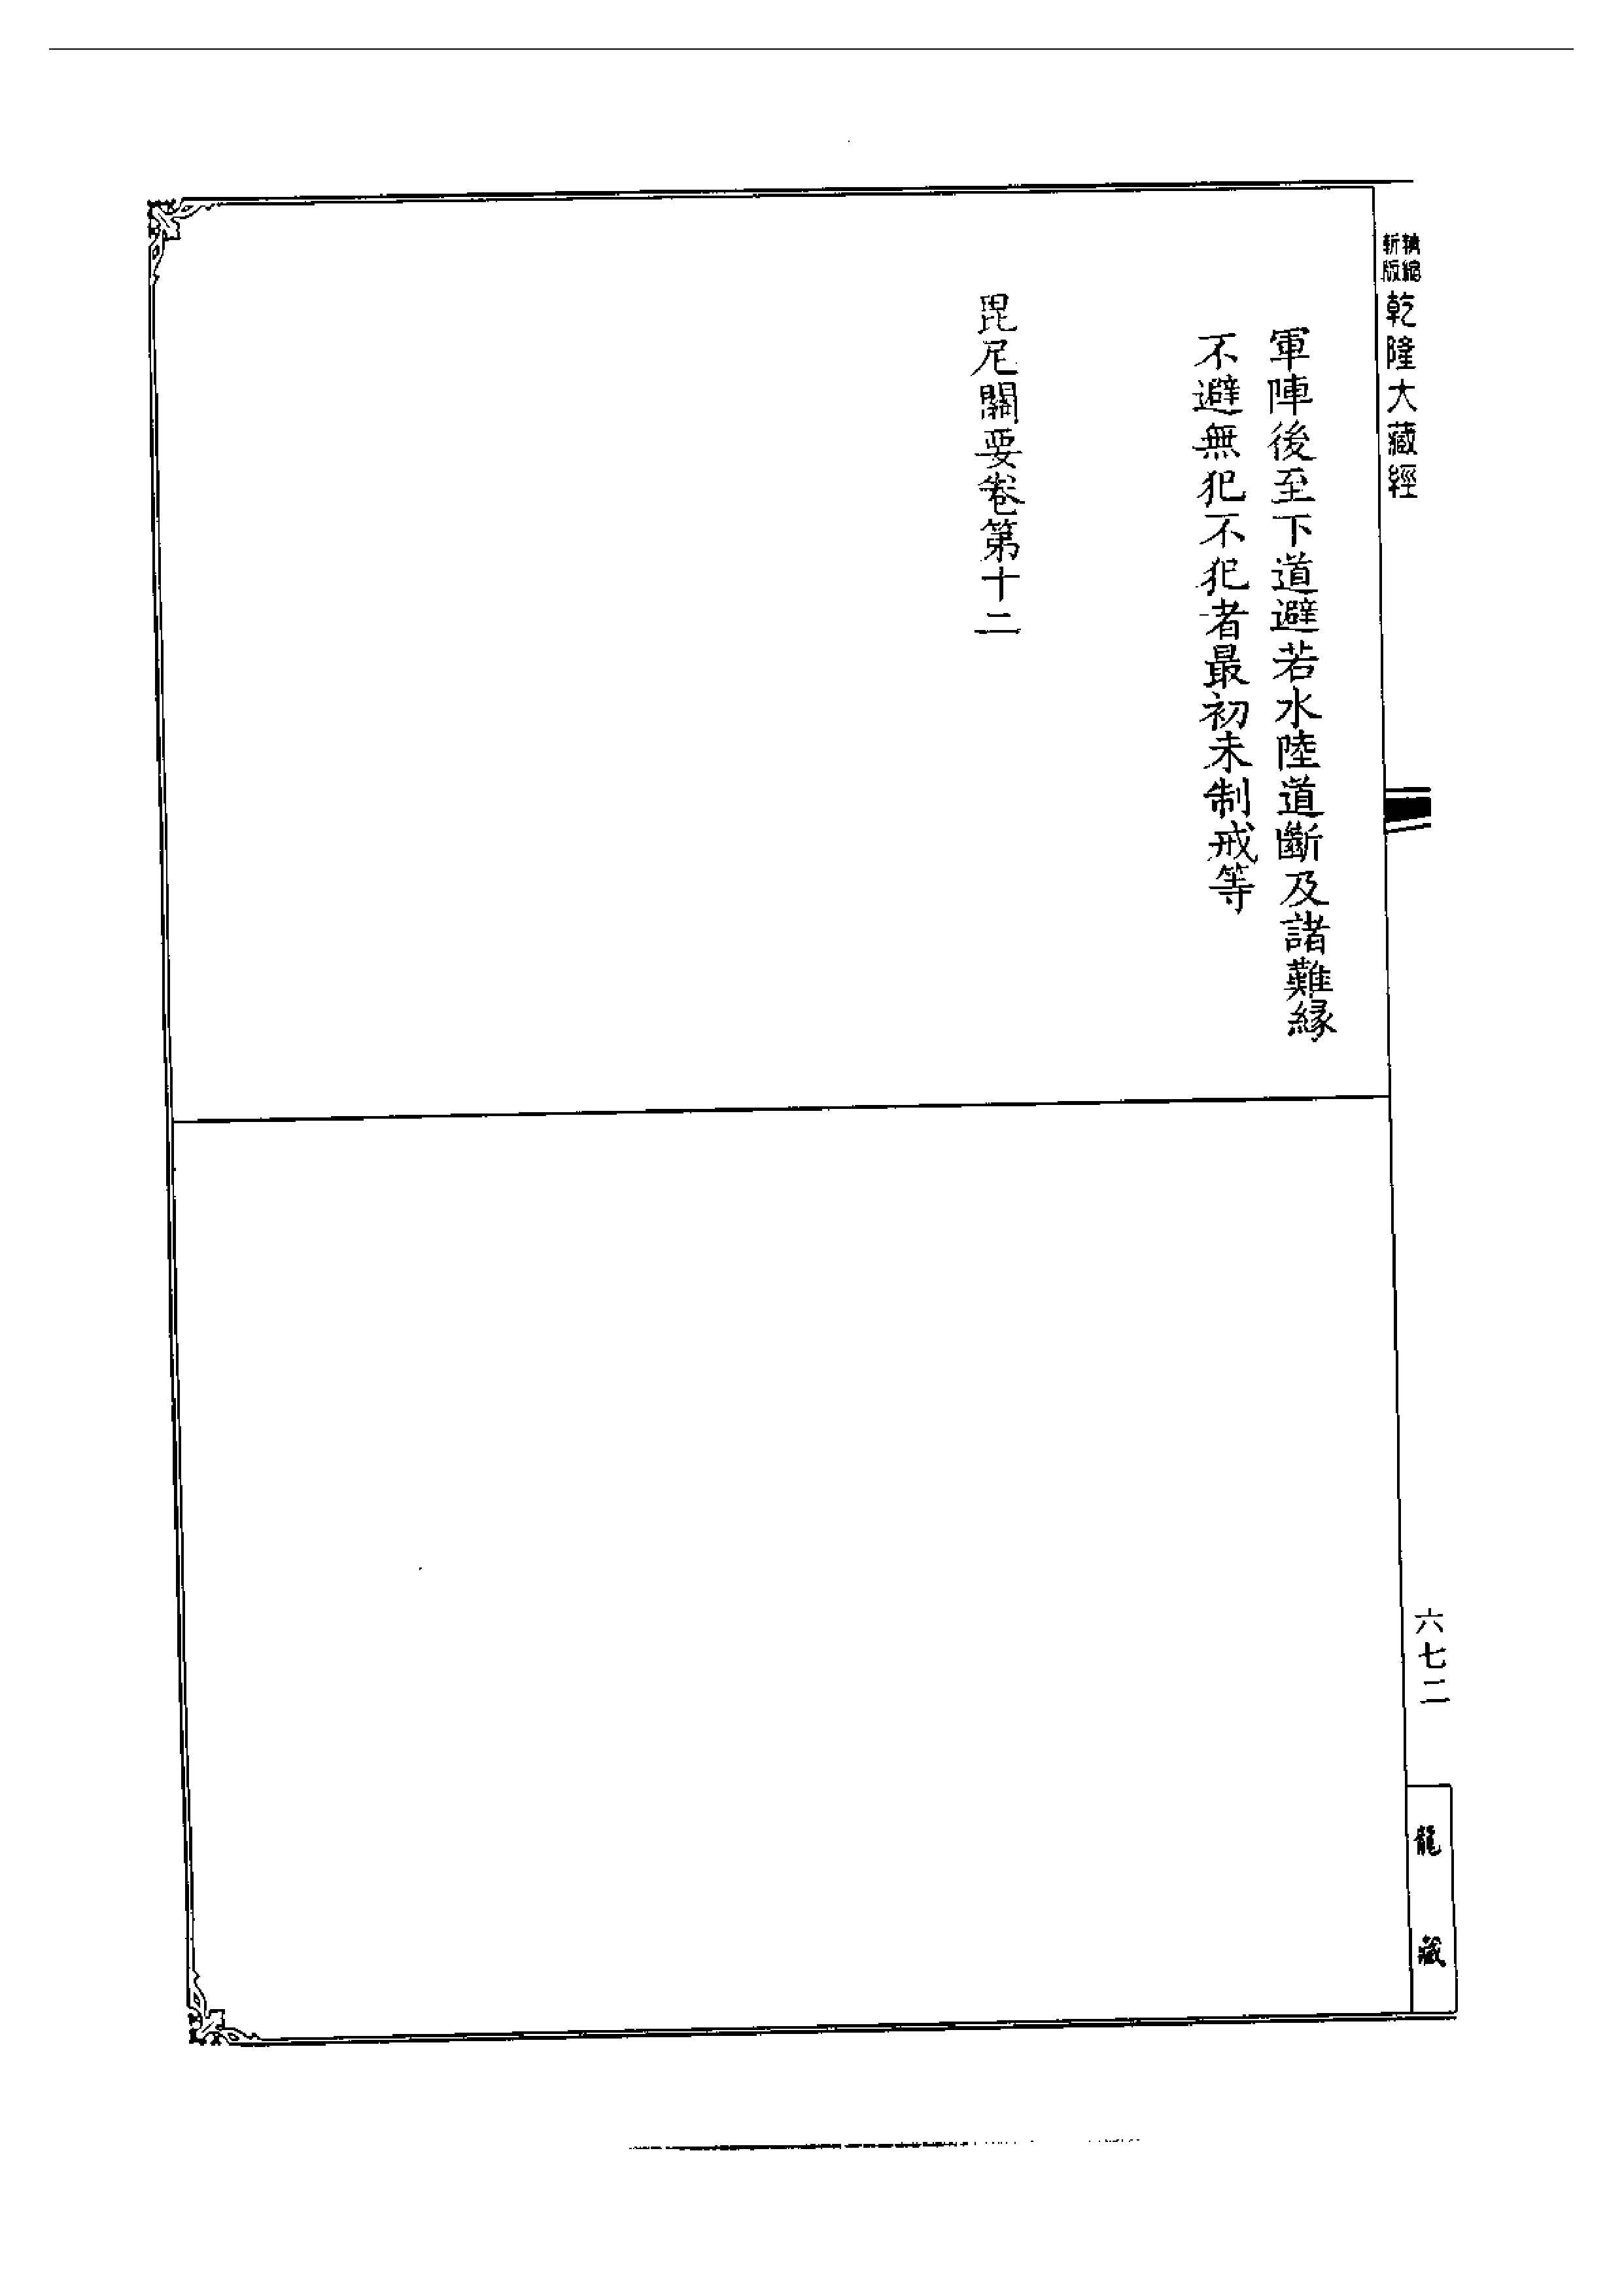 精縮
新版
乾隆大藏經
軍陣後至下道避若水陸道斷及諸難緣
不避無犯不犯者最初未制戒等
毘尼關要卷第十二
六七二
龍藏